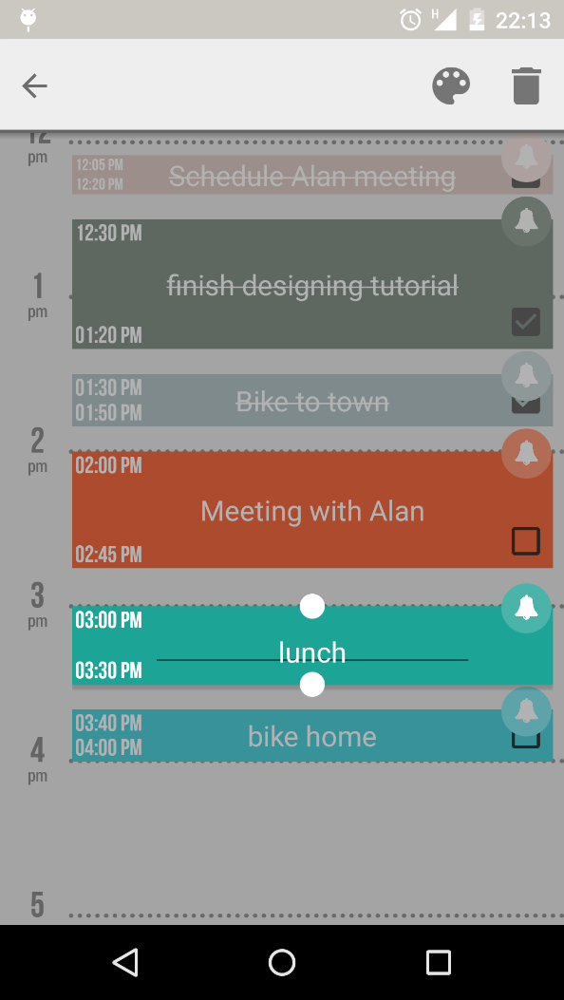 H 22:13
12
pm
12:05 PM
Schedule Alan meeting
12:20 PM
12:30 PM
1
pm
finish designing tutorial
01:20 PM
01:30 PM
Bike to town
01:50 PM
2
pm
02:00 PM
Meeting with Alan
02:45 PM
3
pm
03:00 PM
lunch
03:30 PM
03:40 PM
bike home
04:00 PM
4
pm
5